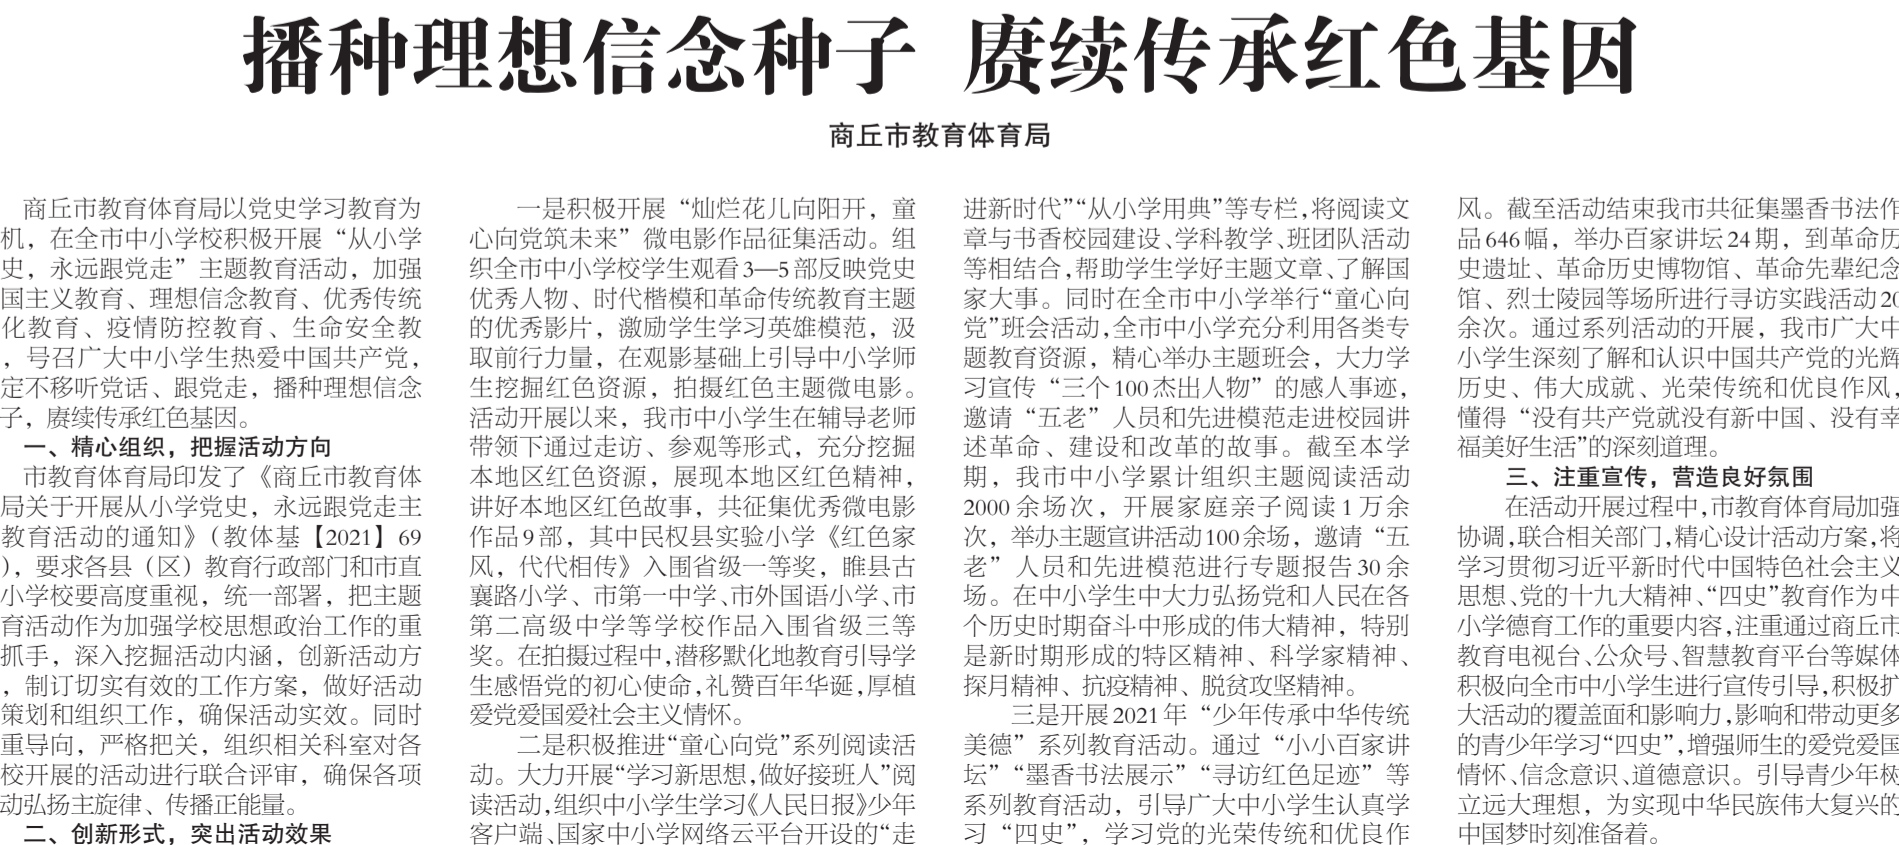 播种理想信念种子 赓续传承红色基因
商丘市教育体育局
商丘市教育体育局以党史学习教育为
机，在全市中小学校积极开展“从小学
史，永远跟党走”主题教育活动，加强
国主义教育、理想信念教育、优秀传统
化教育、疫情防控教育、生命安全教
，号召广大中小学生热爱中国共产党，
定不移听党话、跟党走，播种理想信念
子，赓续传承红色基因。
一、精心组织，把握活动方向
市教育体育局印发了《商丘市教育体
局关于开展从小学党史，永远跟党走主
教育活动的通知》（教体基【2021】69
），要求各县（区）教育行政部门和市直
小学校要高度重视，统一部署，把主题
育活动作为加强学校思想政治工作的重
抓手，深入挖掘活动内涵，创新活动方
，制订切实有效的工作方案，做好活动
策划和组织工作，确保活动实效。同时
重导向，严格把关，组织相关科室对各
校开展的活动进行联合评审，确保各项
动弘扬主旋律、传播正能量。
二、创新形式，突出活动效果
一是积极开展“灿烂花儿向阳开，童
心向党筑未来”微电影作品征集活动。组
织全市中小学校学生观看3—5部反映党史
优秀人物、时代楷模和革命传统教育主题
的优秀影片，激励学生学习英雄模范，汲
取前行力量，在观影基础上引导中小学师
生挖掘红色资源，拍摄红色主题微电影。
活动开展以来，我市中小学生在辅导老师
带领下通过走访、参观等形式，充分挖掘
本地区红色资源，展现本地区红色精神，
讲好本地区红色故事，共征集优秀微电影
作品9部，其中民权县实验小学《红色家
风，代代相传》入围省级一等奖，睢县古
襄路小学、市第一中学、市外国语小学、市
第二高级中学等学校作品入围省级三等
奖。在拍摄过程中，潜移默化地教育引导学
生感悟党的初心使命，礼赞百年华诞，厚植
爱党爱国爱社会主义情怀。
二是积极推进“童心向党”系列阅读活
动。大力开展“学习新思想，做好接班人”阅
读活动，组织中小学生学习《人民日报》少年
客户端、国家中小学网络云平台开设的“走
进新时代”“从小学用典”等专栏，将阅读文
章与书香校园建设、学科教学、班团队活动
等相结合，帮助学生学好主题文章、了解国
家大事。同时在全市中小学举行“童心向
党”班会活动，全市中小学充分利用各类专
题教育资源，精心举办主题班会，大力学
习宣传“三个100杰出人物”的感人事迹，
邀请“五老”人员和先进模范走进校园讲
述革命、建设和改革的故事。截至本学
期，我市中小学累计组织主题阅读活动
2000余场次，开展家庭亲子阅读1万余
次，举办主题宣讲活动100余场，邀请“五
老”人员和先进模范进行专题报告30余
场。在中小学生中大力弘扬党和人民在各
个历史时期奋斗中形成的伟大精神，特别
是新时期形成的特区精神、科学家精神、
探月精神、抗疫精神、脱贫攻坚精神。
三是开展2021年“少年传承中华传统
美德”系列教育活动。通过“小小百家讲
坛”“墨香书法展示”“寻访红色足迹”等
系列教育活动，引导广大中小学生认真学
习“四史”，学习党的光荣传统和优良作
风。截至活动结束我市共征集墨香书法作
品646幅，举办百家讲坛24期，到革命历
史遗址、革命历史博物馆、革命先辈纪念
馆、烈士陵园等场所进行寻访实践活动20
余次。通过系列活动的开展，我市广大中
小学生深刻了解和认识中国共产党的光辉
历史、伟大成就、光荣传统和优良作风，
懂得“没有共产党就没有新中国、没有幸
福美好生活”的深刻道理。
三、注重宣传，营造良好氛围
在活动开展过程中，市教育体育局加强
协调，联合相关部门，精心设计活动方案，将
学习贯彻习近平新时代中国特色社会主义
思想、党的十九大精神、“四史”教育作为中
小学德育工作的重要内容，注重通过商丘市
教育电视台、公众号、智慧教育平台等媒体
积极向全市中小学生进行宣传引导，积极扩
大活动的覆盖面和影响力，影响和带动更多
的青少年学习“四史”，增强师生的爱党爱国
情怀、信念意识、道德意识。引导青少年树
立远大理想，为实现中华民族伟大复兴的
中国梦时刻准备着。